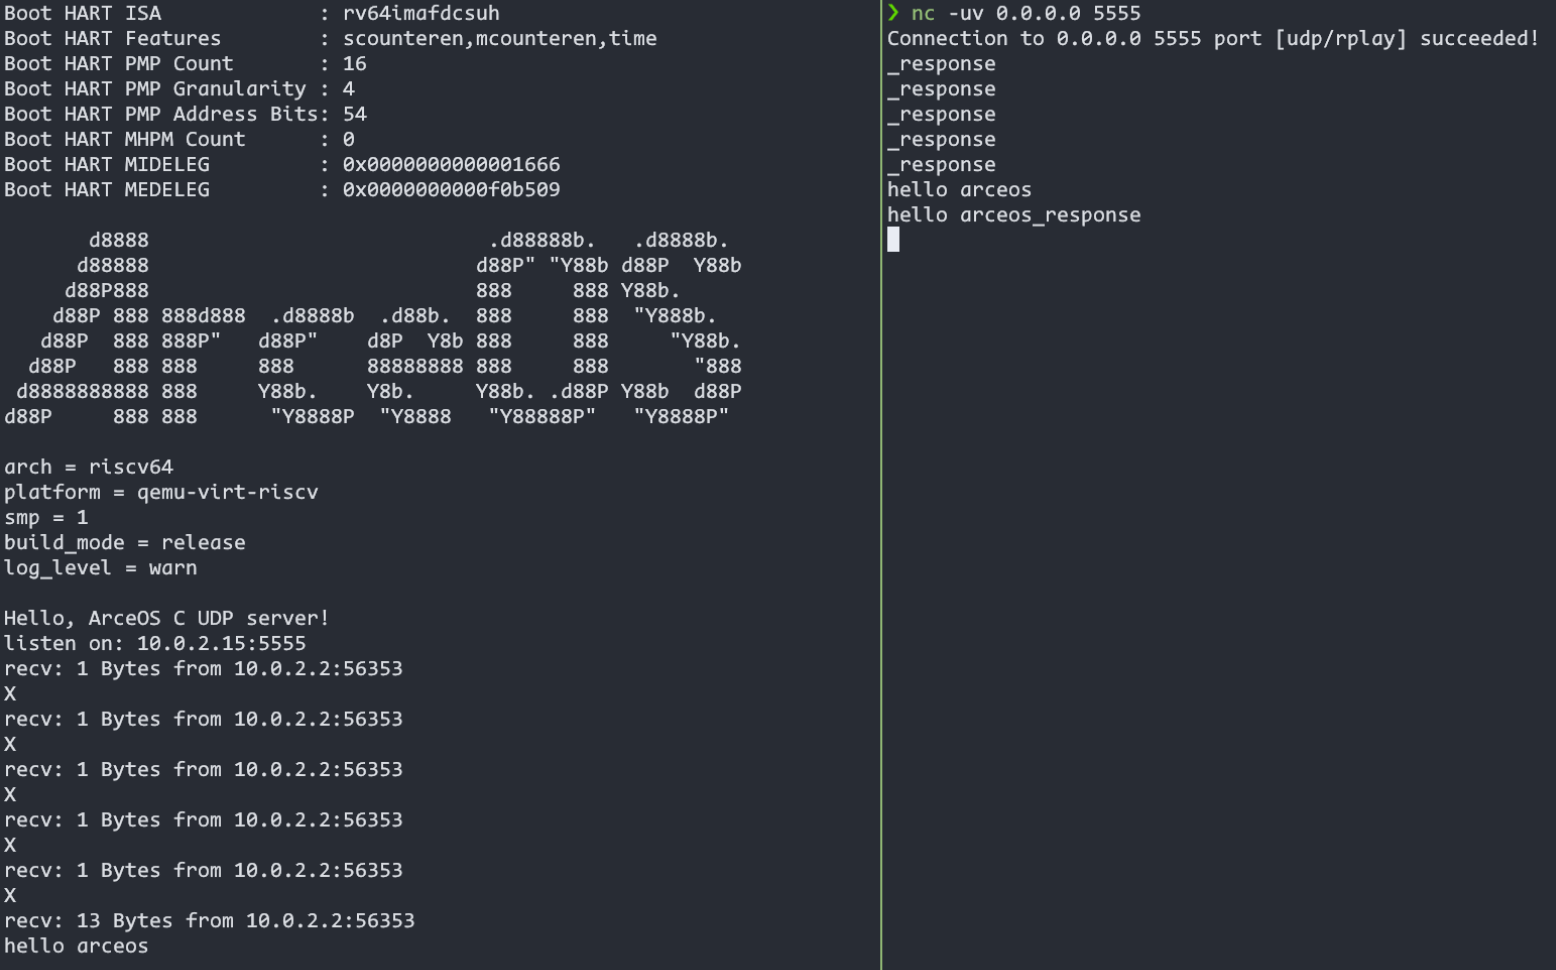 Boot HART ISA             : rv64imafdcsuh
Boot HART Features        : scounteren,mcounteren,time
Boot HART PMP Count       : 16
Boot HART PMP Granularity : 4
Boot HART PMP Address Bits: 54
Boot HART MHPM Count      : 0
Boot HART MIDELEG         : 0x0000000000001666
Boot HART MEDELEG         : 0x0000000000f0b509

       d8888                            .d88888b.   .d8888b.
      d88888                           d88P" "Y88b d88P  Y88b
     d88P888                           888     888 Y88b.
    d88P 888 888d888  .d8888b  .d88b.  888     888  "Y888b.
   d88P  888 888P"   d88P"    d8P  Y8b 888     888     "Y88b.
  d88P   888 888     888      88888888 888     888       "888
 d8888888888 888     Y88b.    Y8b.     Y88b. .d88P Y88b  d88P
d88P     888 888      "Y8888P  "Y8888   "Y88888P"   "Y8888P"

arch = riscv64
platform = qemu-virt-riscv
smp = 1
build_mode = release
log_level = warn

Hello, ArceOS C UDP server!
listen on: 10.0.2.15:5555
recv: 1 Bytes from 10.0.2.2:56353
X
recv: 1 Bytes from 10.0.2.2:56353
X
recv: 1 Bytes from 10.0.2.2:56353
X
recv: 1 Bytes from 10.0.2.2:56353
X
recv: 1 Bytes from 10.0.2.2:56353
X
recv: 13 Bytes from 10.0.2.2:56353
hello arceos
❯ nc -uv 0.0.0.0 5555
Connection to 0.0.0.0 5555 port [udp/rplay] succeeded!
_response
_response
_response
_response
_response
hello arceos
hello arceos_response